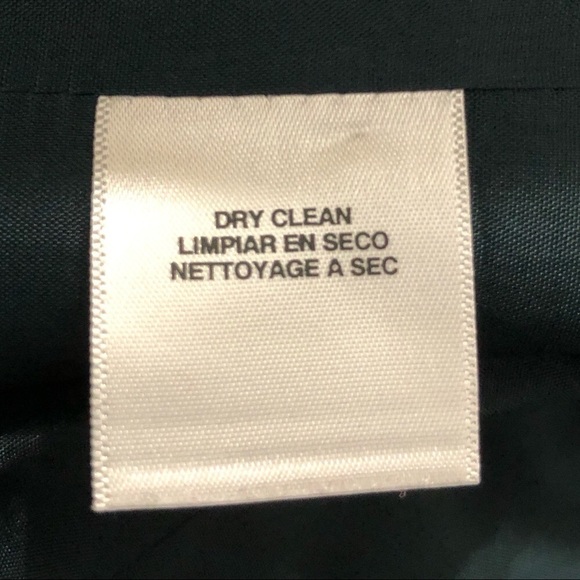 DRY CLEAN
LIMPIAR EN SECO
NETTOYAGE A SEC